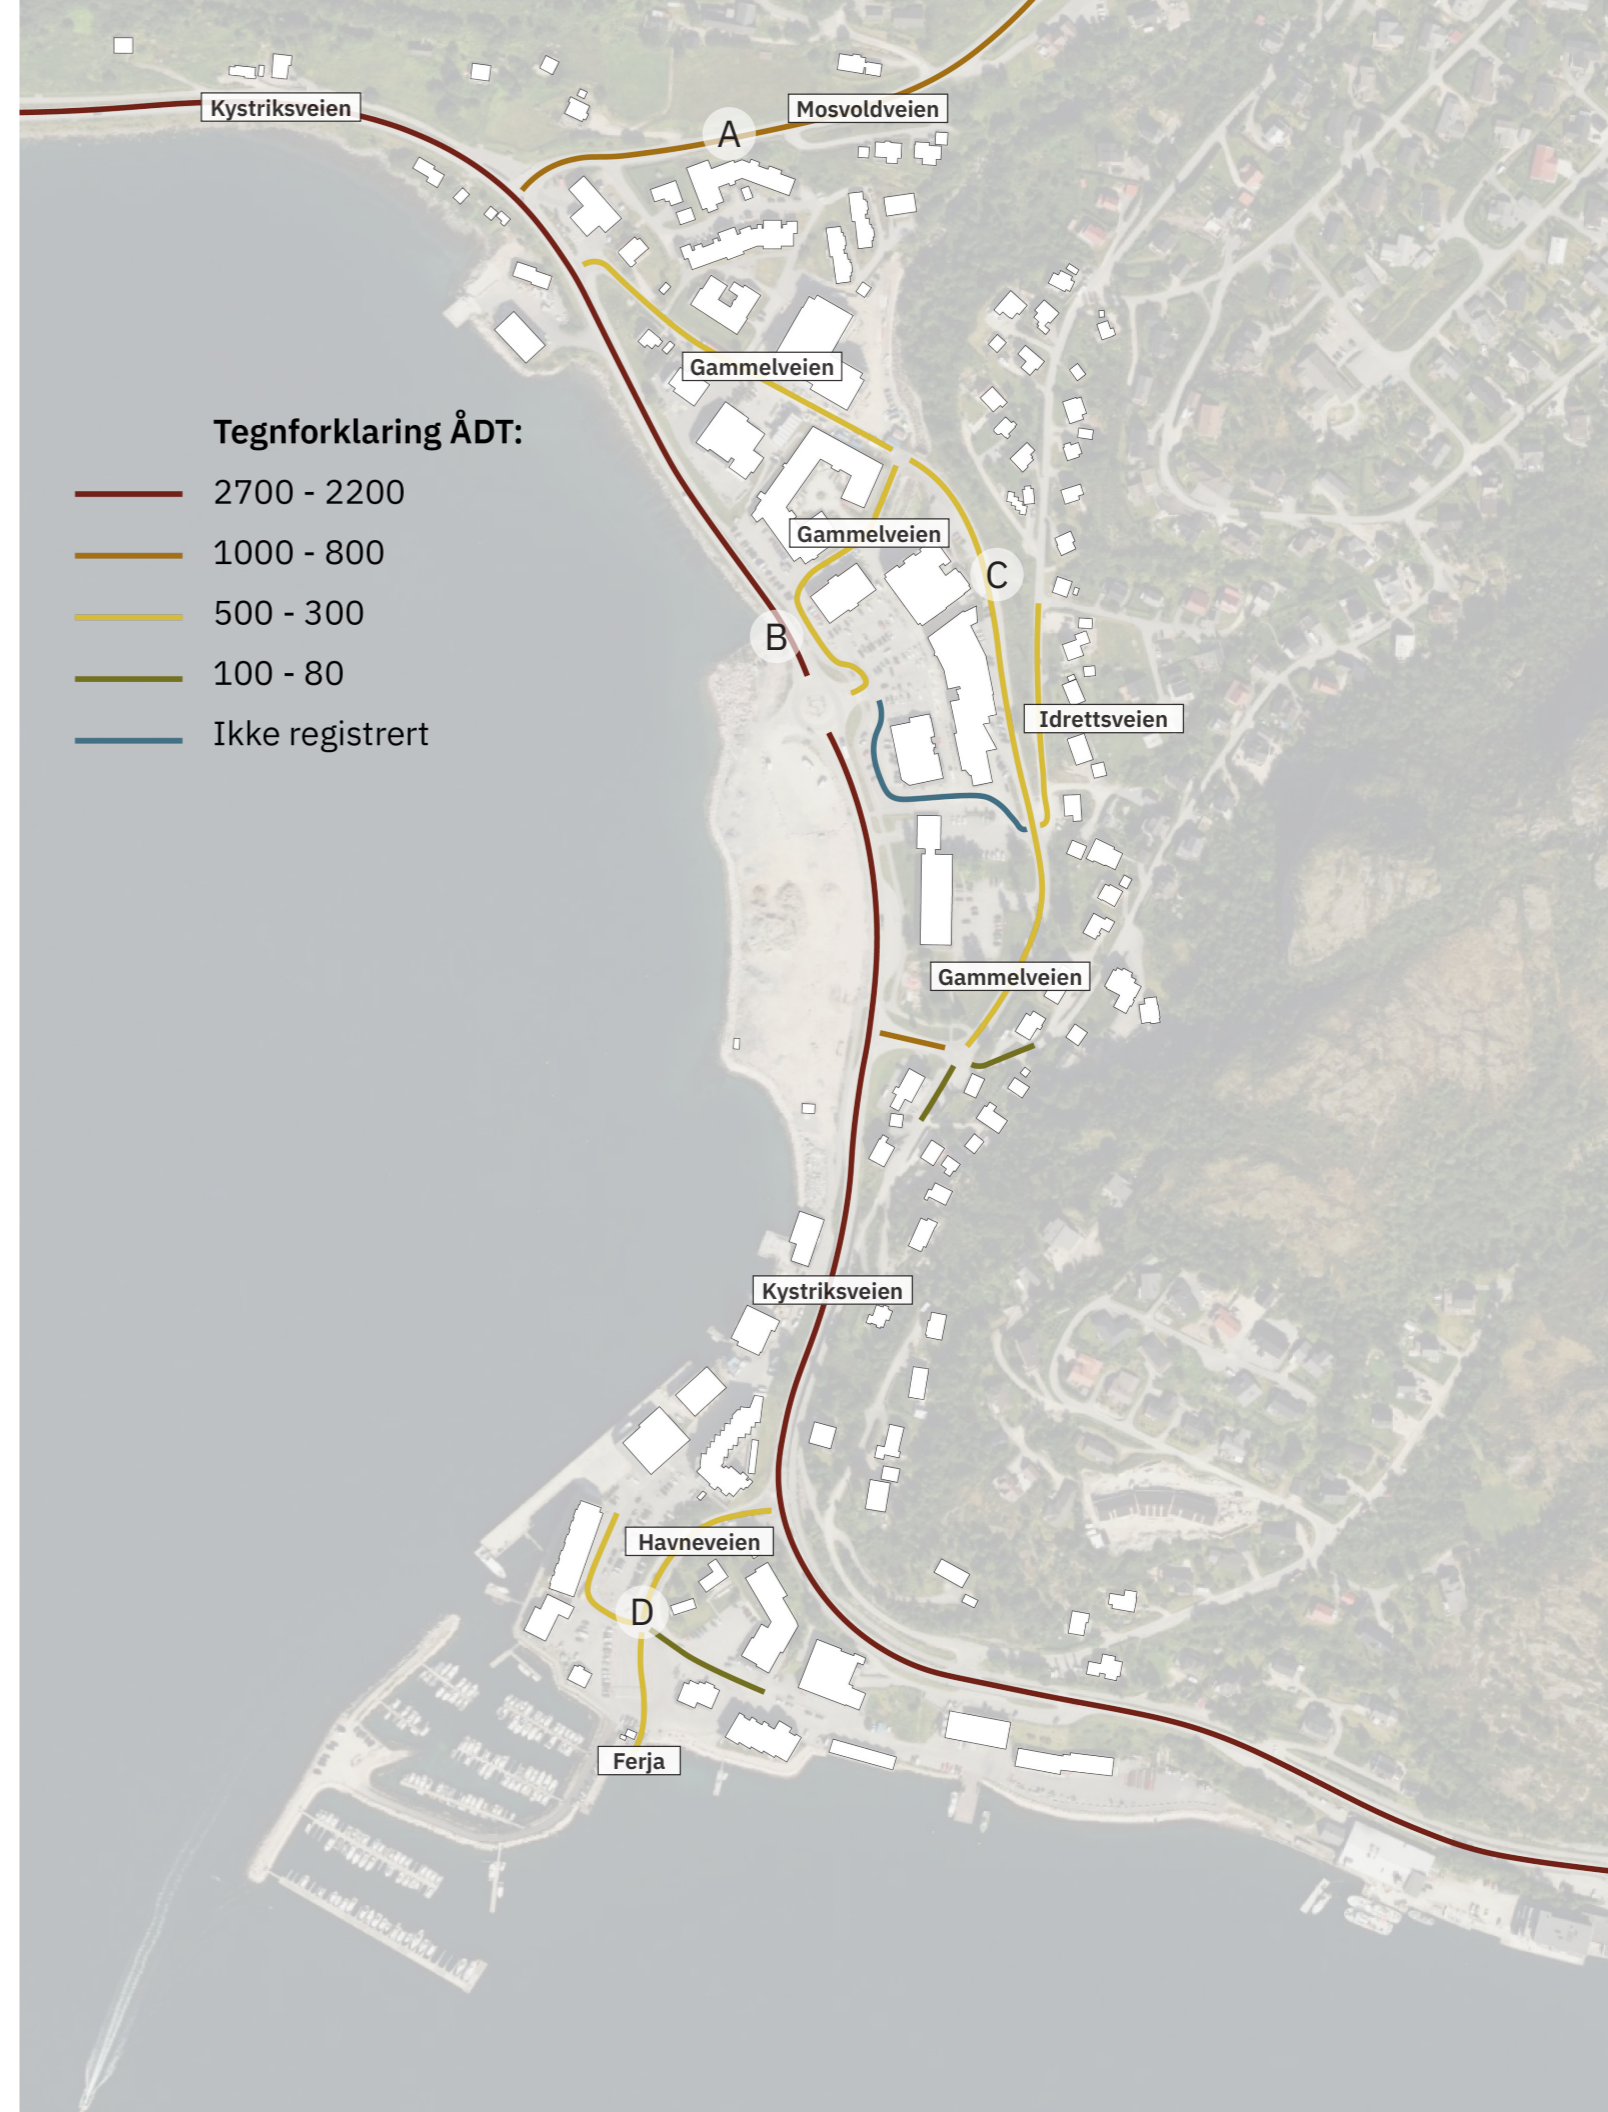 Kystriksveien
Mosvoldveien
A
Gammelveien
Tegnforklaring ÅDT:
2700 - 2200
1000 - 800
500 - 300
100 - 80
Ikke registrert
Gammelveien
C
B
Idrettsveien
Gammelveien
Kystriksveien
Havneveien
D
Ferja